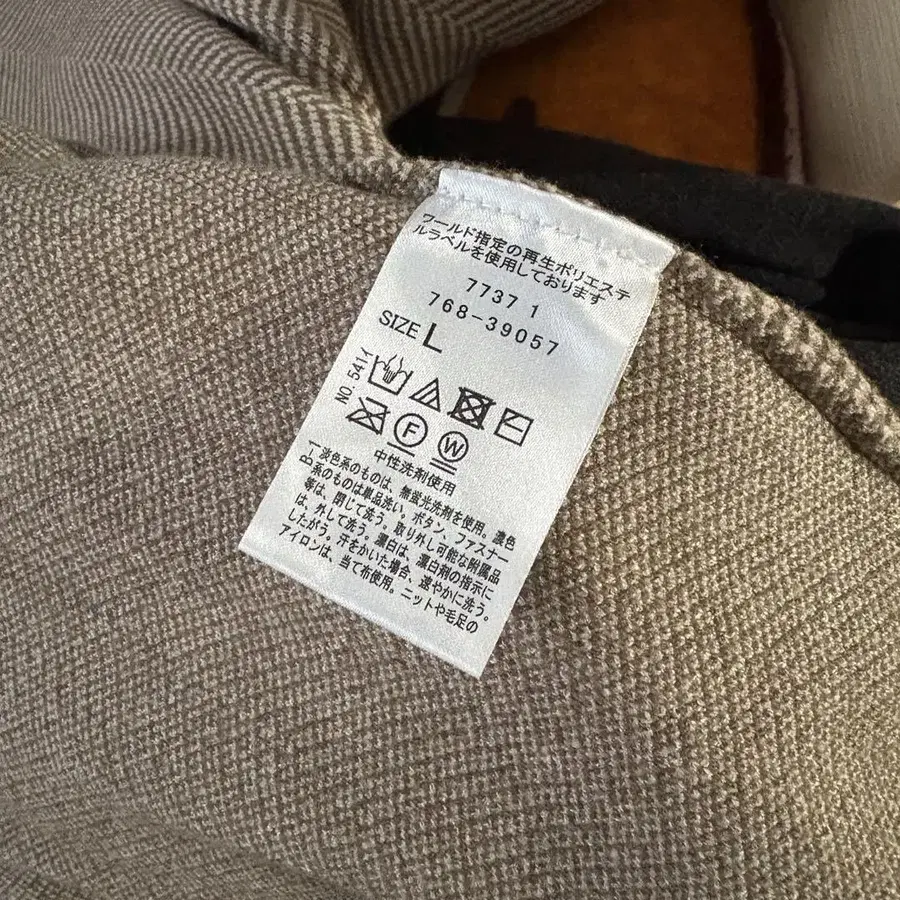 ワールド指定の再生ポリエステ
ルラベルを使用しております
7737 1
768-39057
SIZE L
NO. 5414
F
W
中性洗剤使用
B-1
淡色系のものは、無蛍光洗剤を使用。濃色
系のものは単品洗い。ボタン、ファスナー
等は、閉じて洗う。取り外し可能な附属品
は、外して洗う。漂白は、漂白剤の指示に
したがう。汗をかいた場合、速やかに洗う。
アイロンは、当て布使用。ニットや毛足の